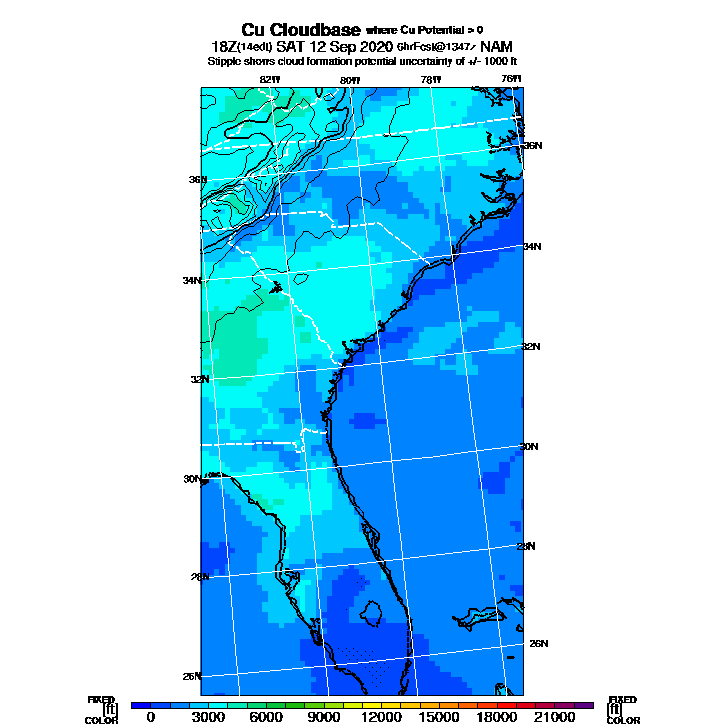 Cu Cloudbase where Cu Potential > 0
18Z(14edt) SAT 12 Sep 2020 6hrFcst@1347z NAM
Stipple shows cloud formation potential uncertainty of +/- 1000 ft
82W 80W 78W 76W
36N
36N
34N
34N
32N
32N
30N
30N
28N
28N
26N
26N
FIXED FIXED
[ft] 0 3000 6000 9000 12000 15000 18000 21000 [ft]
COLOR COLOR